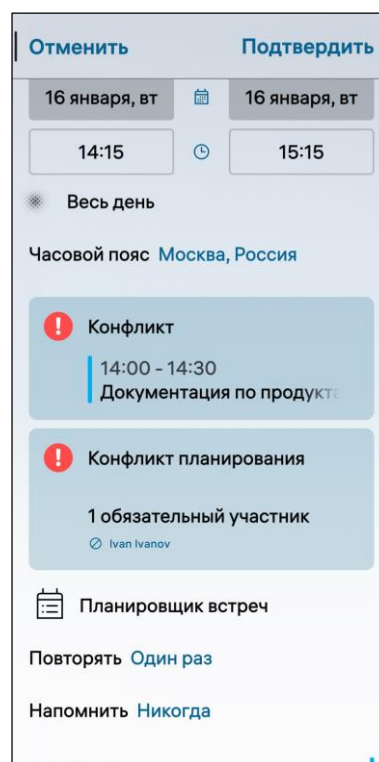 Отменить Подтвердить
16 января, вт 16 января, вт
14:15 15:15
Весь день
Часовой пояс Москва, Россия
Конфликт
14:00 - 14:30
Документация по продукта
Конфликт планирования
1 обязательный участник
Ivan Ivanov
Планировщик встреч
Повторять Один раз
Напомнить Никогда